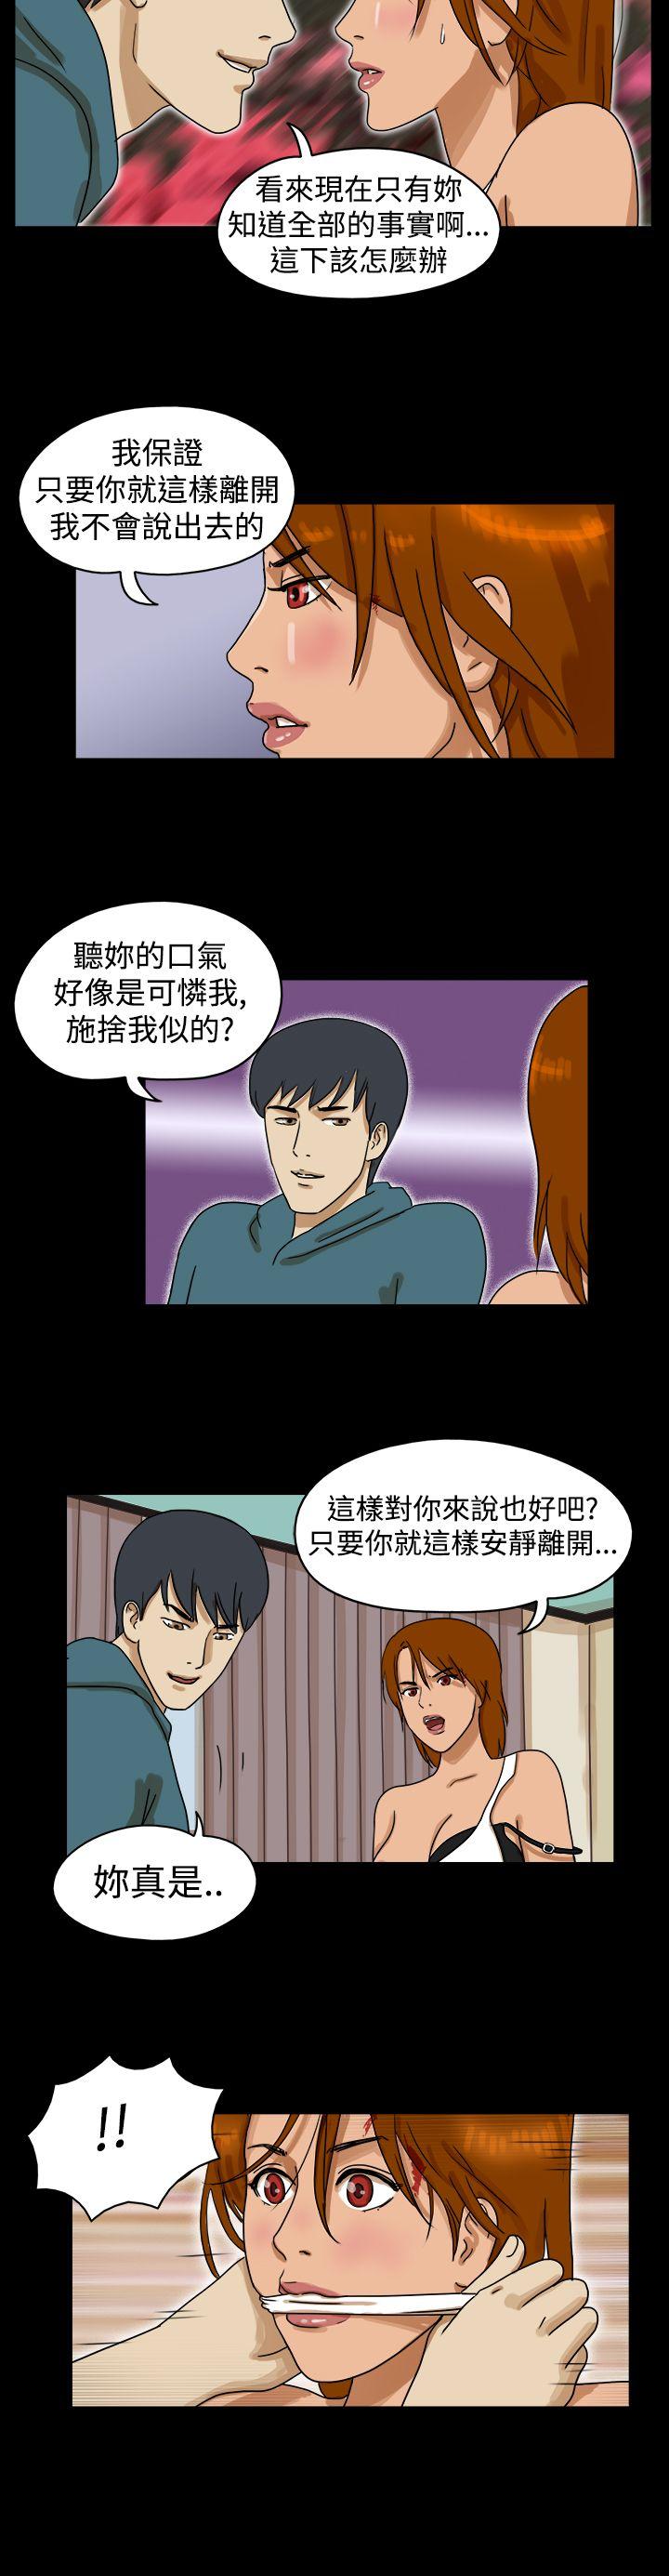 看來現在只有妳
知道全部的事實啊...
這下該怎麼辦
我保證
只要你就這樣離開
我不會說出去的
聽妳的口氣
好像是可憐我,
施捨我似的?
這樣對你來說也好吧?
只要你就這樣安靜離開...
妳真是..
!!